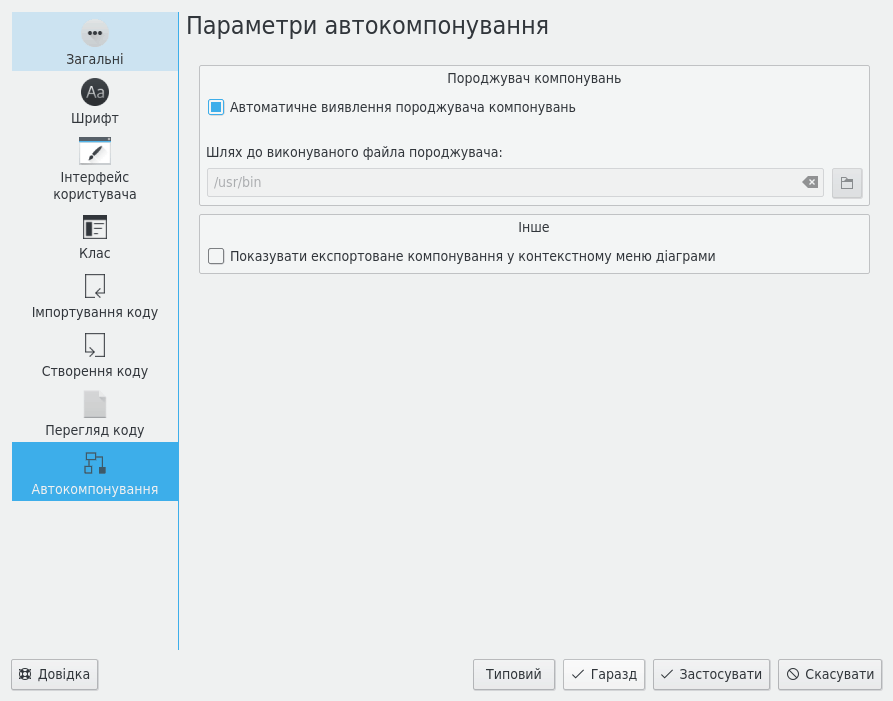 Параметри автокомпонування
Загальні
Aa
Шрифт
Інтерфейс
користувача
Клас
Імпортування коду
Створення коду
Перегляд коду
Автокомпонування
Породжувач компонувань
Автоматичне виявлення породжувача компонувань
Шлях до виконуваного файла породжувача:
/usr/bin
Інше
Показувати експортоване компонування у контекстному меню діаграми
Довідка
Типовий
Гаразд
Застосувати
Скасувати